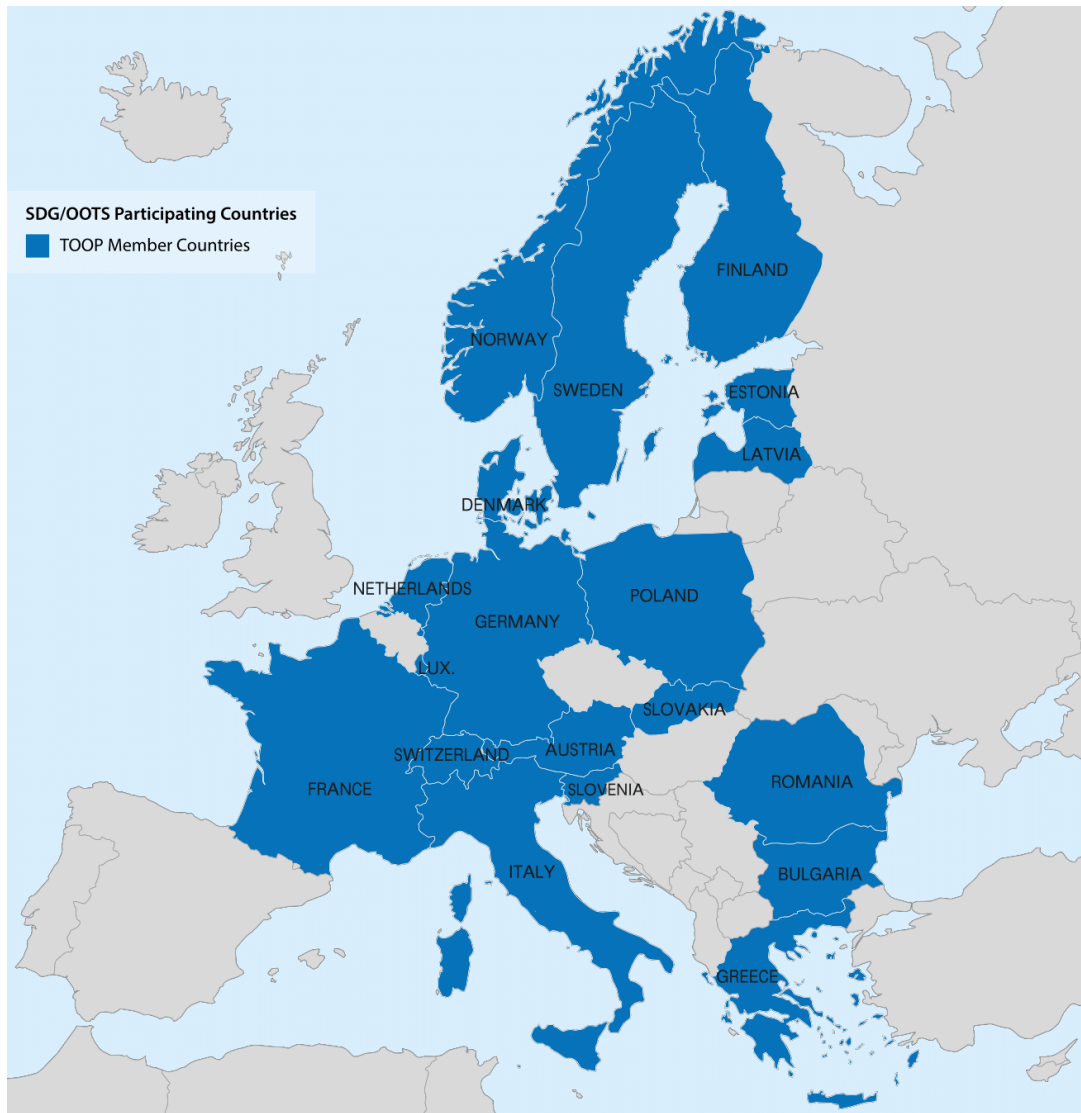 SDG/OOTS Participating Countries
TOOP Member Countries
FINLAND
NORWAY
SWEDEN
ESTONIA
LATVIA
DENMARK
NETHERLANDS
POLAND
GERMANY
LUX.
SLOVAKIA
SWITZERLAND
AUSTRIA
ROMANIA
FRANCE
SLOVENIA
ITALY
BULGARIA
GREECE